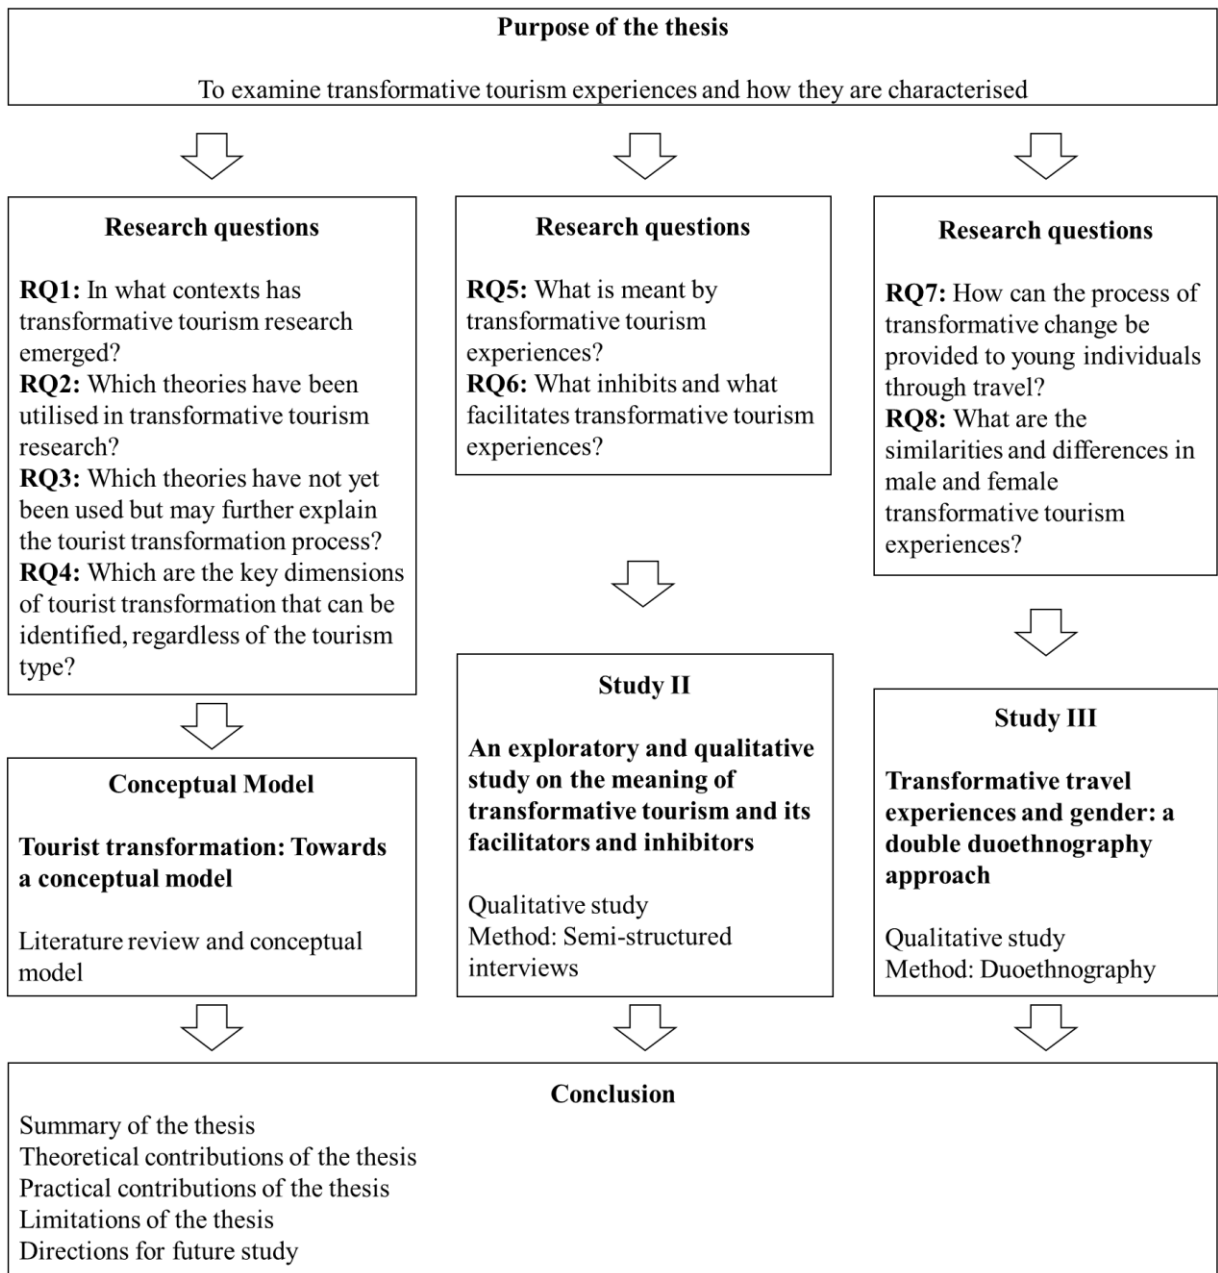 Purpose of the thesis
To examine transformative tourism experiences and how they are characterised
Research questions
RQ1: In what contexts has
transformative tourism research
emerged?
RQ2: Which theories have been
utilised in transformative tourism
research?
RQ3: Which theories have not yet
been used but may further explain
the tourist transformation process?
RQ4: Which are the key dimensions
of tourist transformation that can be
identified, regardless of the tourism
type?
Conceptual Model
Tourist transformation: Towards
a conceptual model
Literature review and conceptual
model
Research questions
RQ5: What is meant by
transformative tourism
experiences?
RQ6: What inhibits and what
facilitates transformative tourism
experiences?
Study II
An exploratory and qualitative
study on the meaning of
transformative tourism and its
facilitators and inhibitors
Qualitative study
Method: Semi-structured
interviews
Research questions
RQ7: How can the process of
transformative change be
provided to young individuals
through travel?
RQ8: What are the
similarities and differences in
male and female
transformative tourism
experiences?
Study III
Transformative travel
experiences and gender: a
double duoethnography
approach
Qualitative study
Method: Duoethnography
Conclusion
Summary of the thesis
Theoretical contributions of the thesis
Practical contributions of the thesis
Limitations of the thesis
Directions for future study